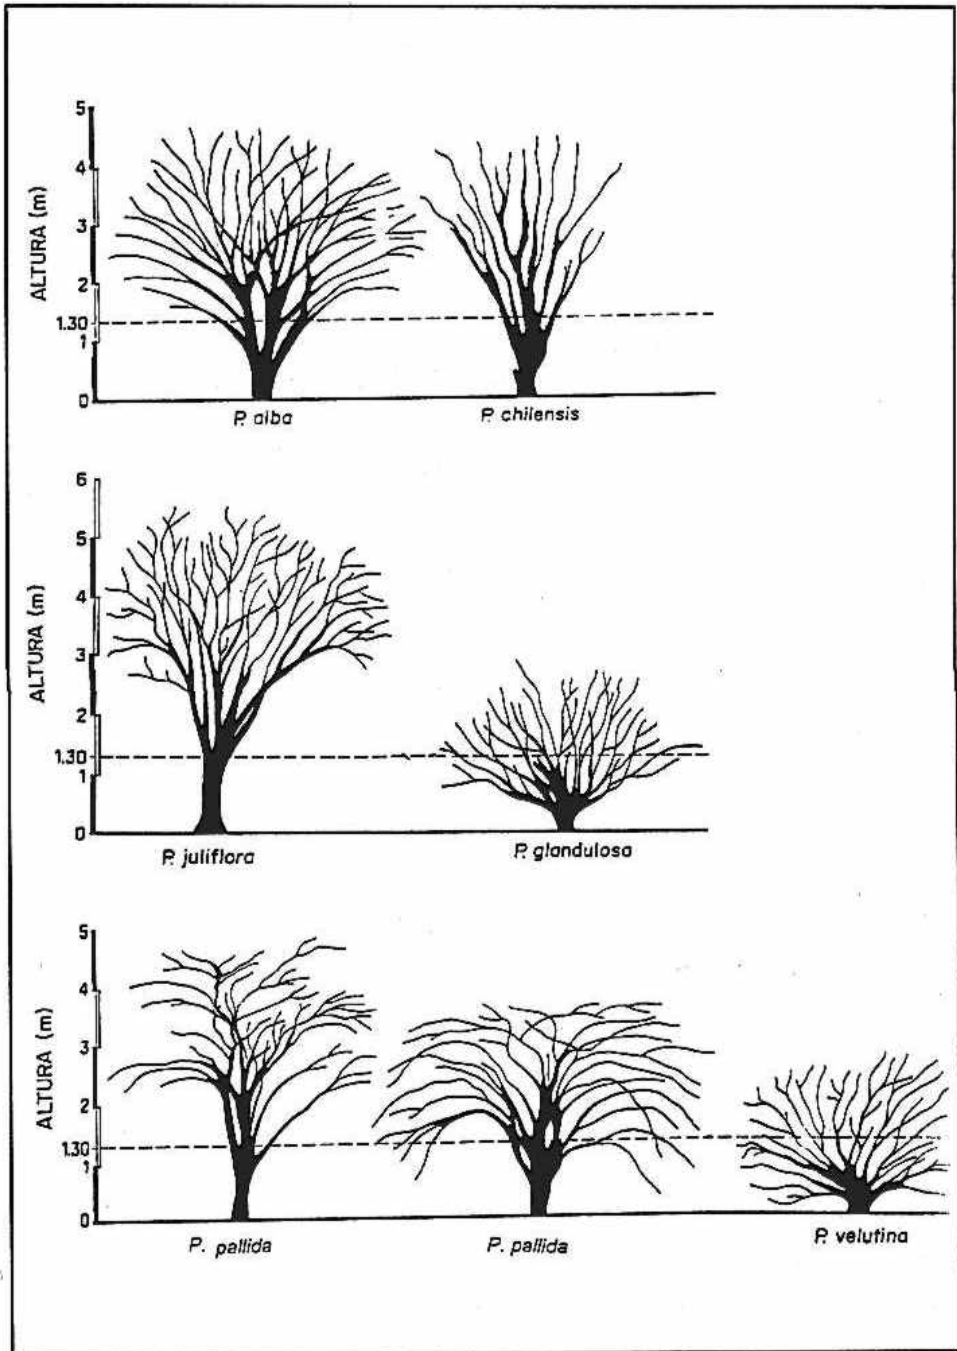 5
4
3
2
1.30
1
0
ALTURA (m)
P. alba
P. chilensis
6
5
4
3
2
1.30
1
0
ALTURA (m)
P. juliflora
P. glandulosa
5
4
3
2
1.30
1
0
ALTURA (m)
P. pallida
P. pallida
P. velutina